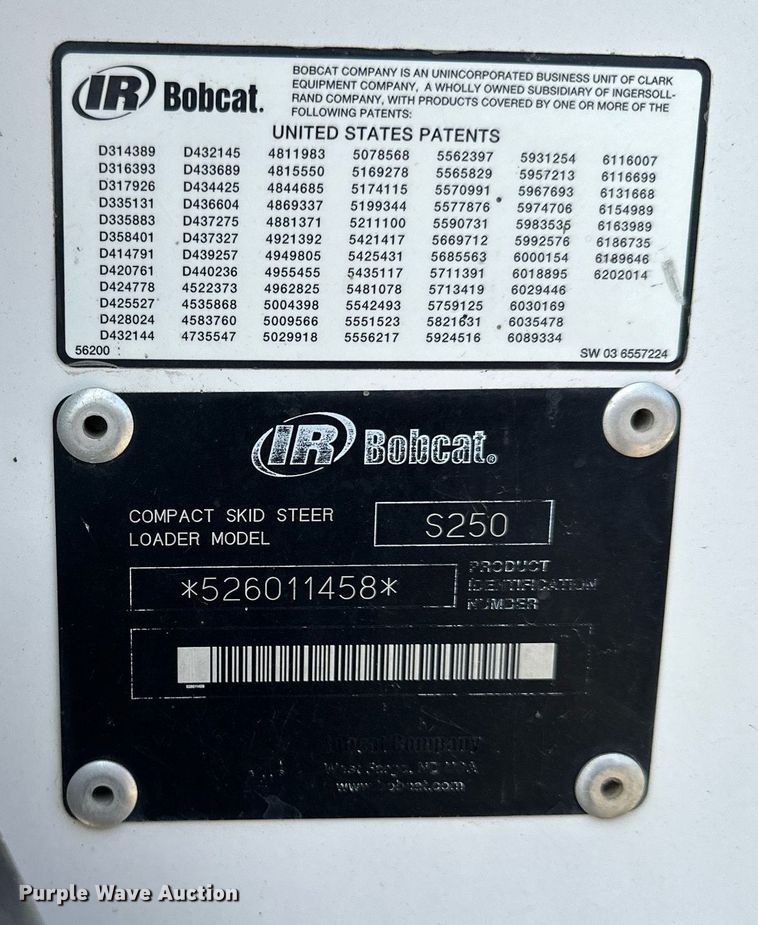 IR Bobcat.
BOBCAT COMPANY IS AN UNINCORPORATED BUSINESS UNIT OF CLARK
EQUIPMENT COMPANY, A WHOLLY OWNED SUBSIDIARY OF INGERSOLL-
RAND COMPANY, WITH PRODUCTS COVERED BY ONE OR MORE OF THE
FOLLOWING PATENTS:
UNITED STATES PATENTS
D314389 D432145 4811983 5078568 5562397 5931254 6116007
D316393 D433689 4815550 5169278 5565829 5957213 6116699
D317926 D434425 4844685 5174115 5570991 5967693 6131668
D335131 D436604 4869337 5199344 5577876 5974706 6154989
D335883 D437275 4881371 5211100 5590731 5983535 6163989
D358401 D437327 4921392 5421417 5669712 5992576 6186735
D414791 D439257 4949805 5425431 5685563 6000154 6189646
D420761 D440236 4955455 5435117 5711391 6018895 6202014
D424778 4522373 4962825 5481078 5713419 6029446
D425527 4535868 5004398 5542493 5759125 6030169
D428024 4583760 5009566 5551523 5821631 6035478
D432144 4735547 5029918 5556217 5924516 6089334
56200 SW 03 6557224
IR Bobcat®
COMPACT SKID STEER
LOADER MODEL S250
*526011458*
PRODUCT
IDENTIFICATION
NUMBER
Bobcat Company
West Fargo, ND USA
www.bobcat.com
Purple Wave Auction